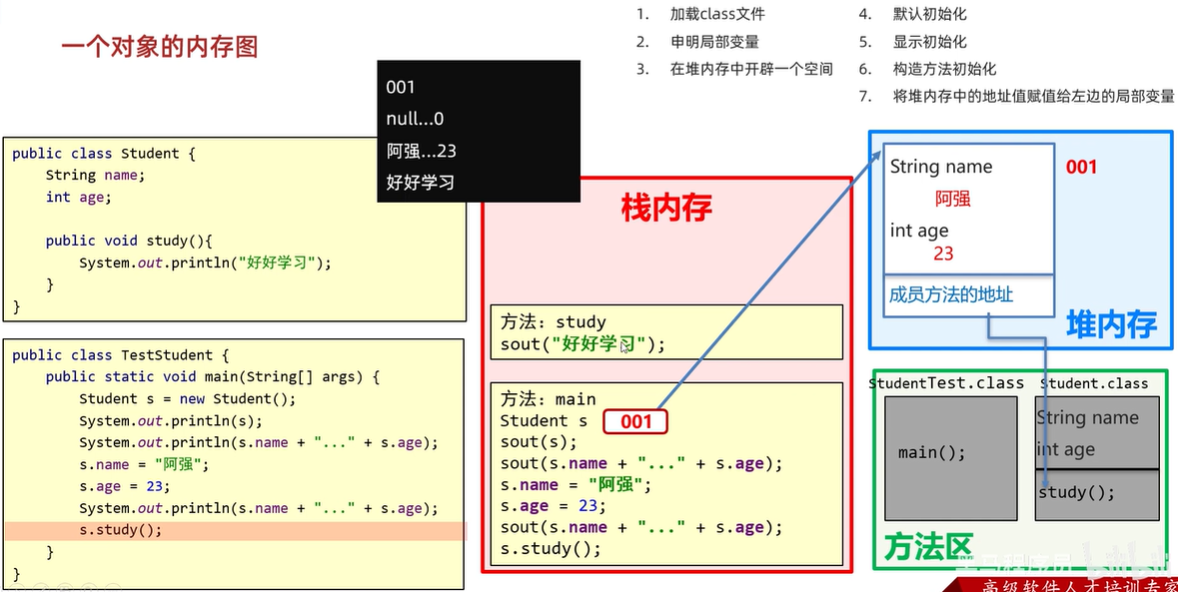 一个对象的内存图
1. 加载class文件
2. 申明局部变量
3. 在堆内存中开辟一个空间
4. 默认初始化
5. 显示初始化
6. 构造方法初始化
7. 将堆内存中的地址值赋值给左边的局部变量
001
null...0
阿强...23
好好学习
public class Student {
String name;
int age;
public void study(){
System.out.println("好好学习");
}
}
public class TestStudent {
public static void main(String[] args) {
Student s = new Student();
System.out.println(s);
System.out.println(s.name + "..." + s.age);
s.name = "阿强";
s.age = 23;
System.out.println(s.name + "..." + s.age);
s.study();
}
}
栈内存
方法: study
sout("好好学习");
方法: main
Student s 001
sout(s);
sout(s.name + "..." + s.age);
s.name = "阿强";
s.age = 23;
sout(s.name + "..." + s.age);
s.study();
String name
阿强
int age
23
成员方法的地址
001
堆内存
StudentTest.class
main();
Student.class
String name
int age
study();
方法区
高级软件人才培训专家